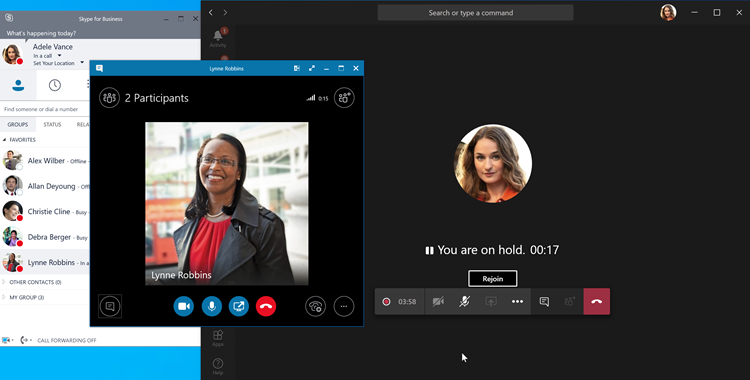 Skype for Business
What's happening today?
Adele Vance
In a call
Set Your Location
Find someone or dial a number
GROUPS STATUS RELA
FAVORITES
Alex Wilber - Offline
Allan Deyoung - Off
Christie Cline - Busy
Debra Berger - Busy
Lynne Robbins - In a
OTHER CONTACTS (0)
MY GROUP (3)
CALL FORWARDING OFF
Lynne Robbins
2 Participants
0:15
Lynne Robbins
Search or type a command
Activity
You are on hold. 00:17
Rejoin
03:58
Apps
Help